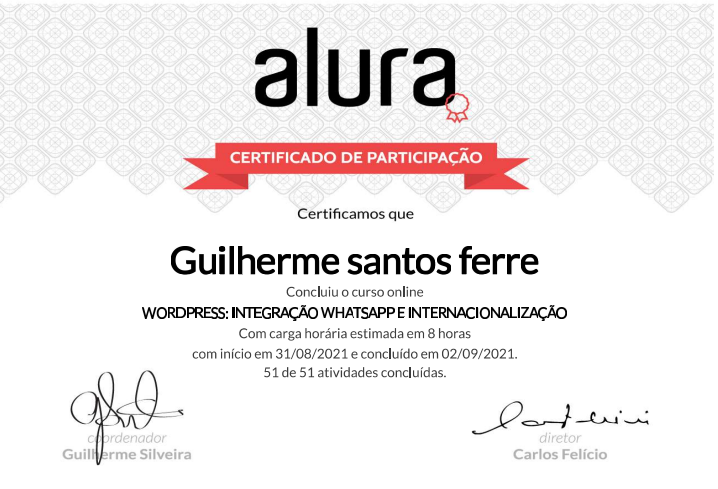 alura
CERTIFICADO DE PARTICIPAÇÃO
Certificamos que
Guilherme santos ferre
Concluiu o curso online
WORDPRESS: INTEGRAÇÃO WHATSAPP E INTERNACIONALIZAÇÃO
Com carga horária estimada em 8 horas
com início em 31/08/2021 e concluído em 02/09/2021.
51 de 51 atividades concluídas.
coordenador
Guilherme Silveira
diretor
Carlos Felício